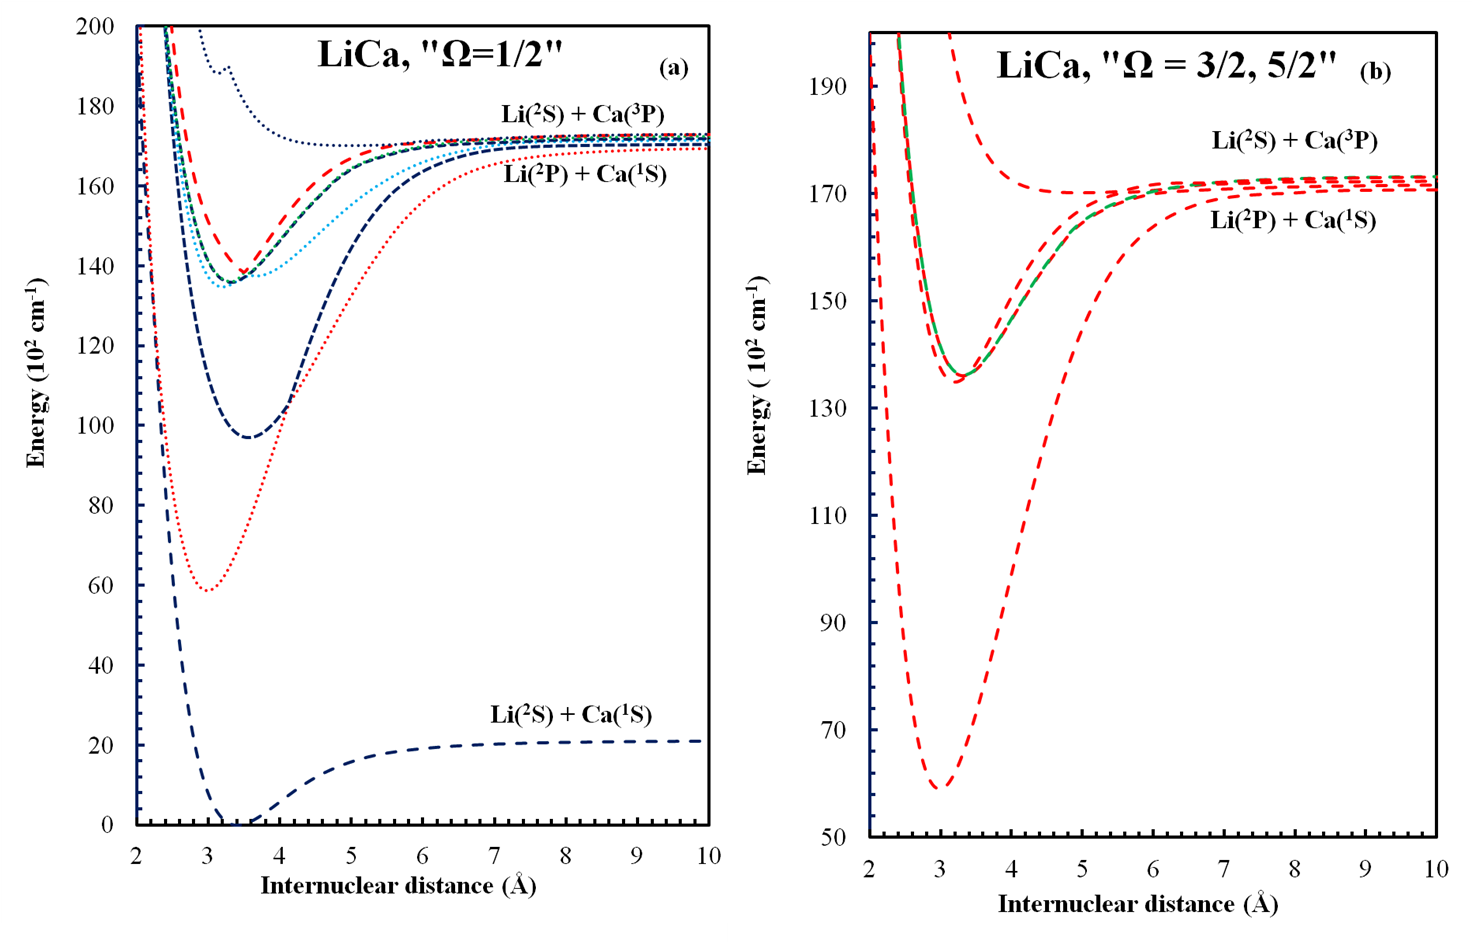 LiCa, "Ω=1/2"
(a)
Li(²S) + Ca(³P)
Li(²P) + Ca(¹S)
Li(²S) + Ca(¹S)
Energy (10² cm⁻¹)
200
180
160
140
120
100
80
60
40
20
0
2 3 4 5 6 7 8 9 10
Internuclear distance (Å)
LiCa, "Ω = 3/2, 5/2"
(b)
Li(²S) + Ca(³P)
Li(²P) + Ca(¹S)
Energy ( 10² cm⁻¹)
190
170
150
130
110
90
70
50
2 3 4 5 6 7 8 9 10
Internuclear distance (Å)